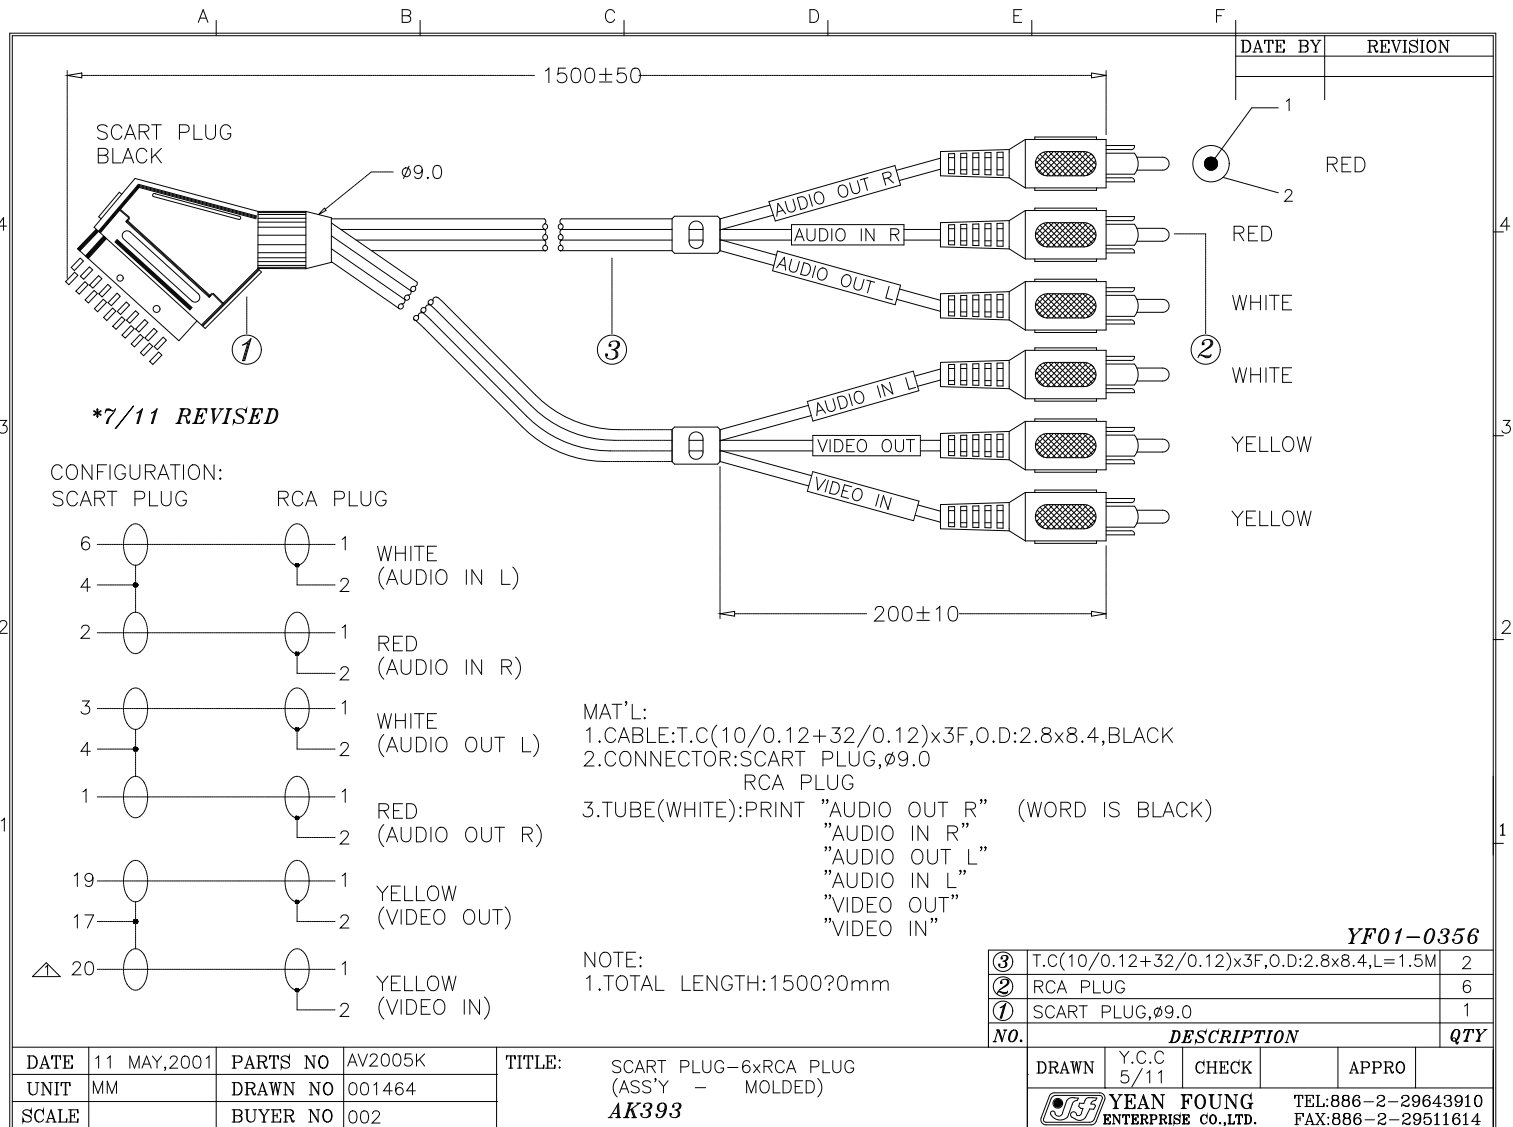 A B C D E F
DATE BY REVISION
1500±50
1
SCART PLUG
BLACK
ø9.0
AUDIO OUT R
RED
2
4
AUDIO IN R
RED
4
AUDIO OUT L
WHITE
1
3
2
AUDIO IN L
WHITE
*7/11 REVISED
3
VIDEO OUT
YELLOW
3
VIDEO IN
YELLOW
CONFIGURATION:
SCART PLUG RCA PLUG
6 1
WHITE
4 2 (AUDIO IN L)
200±10
2
2
2 1
RED
2 (AUDIO IN R)
3 1
WHITE
4 2 (AUDIO OUT L)
1 1
RED
2 (AUDIO OUT R)
19 1
YELLOW
17 2 (VIDEO OUT)
1 20 1
YELLOW
2 (VIDEO IN)
MAT'L:
1.CABLE:T.C(10/0.12+32/0.12)x3F,O.D:2.8x8.4,BLACK
2.CONNECTOR:SCART PLUG,ø9.0
RCA PLUG
3.TUBE(WHITE):PRINT "AUDIO OUT R" (WORD IS BLACK)
"AUDIO IN R"
"AUDIO OUT L"
"AUDIO IN L"
"VIDEO OUT"
"VIDEO IN"
1
1
NOTE:
1.TOTAL LENGTH:1500?0mm
YF01-0356
3 T.C(10/0.12+32/0.12)x3F,O.D:2.8x8.4,L=1.5M 2
2 RCA PLUG 6
1 SCART PLUG,ø9.0 1
NO. DESCRIPTION QTY
DATE 11 MAY,2001 PARTS NO AV2005K
UNIT MM DRAWN NO 001464
SCALE BUYER NO 002
TITLE: SCART PLUG-6xRCA PLUG
(ASS'Y - MOLDED)
AK393
DRAWN Y.C.C 5/11 CHECK APPRO
YEAN FOUNG
ENTERPRISE CO.,LTD.
TEL:886-2-29643910
FAX:886-2-29511614